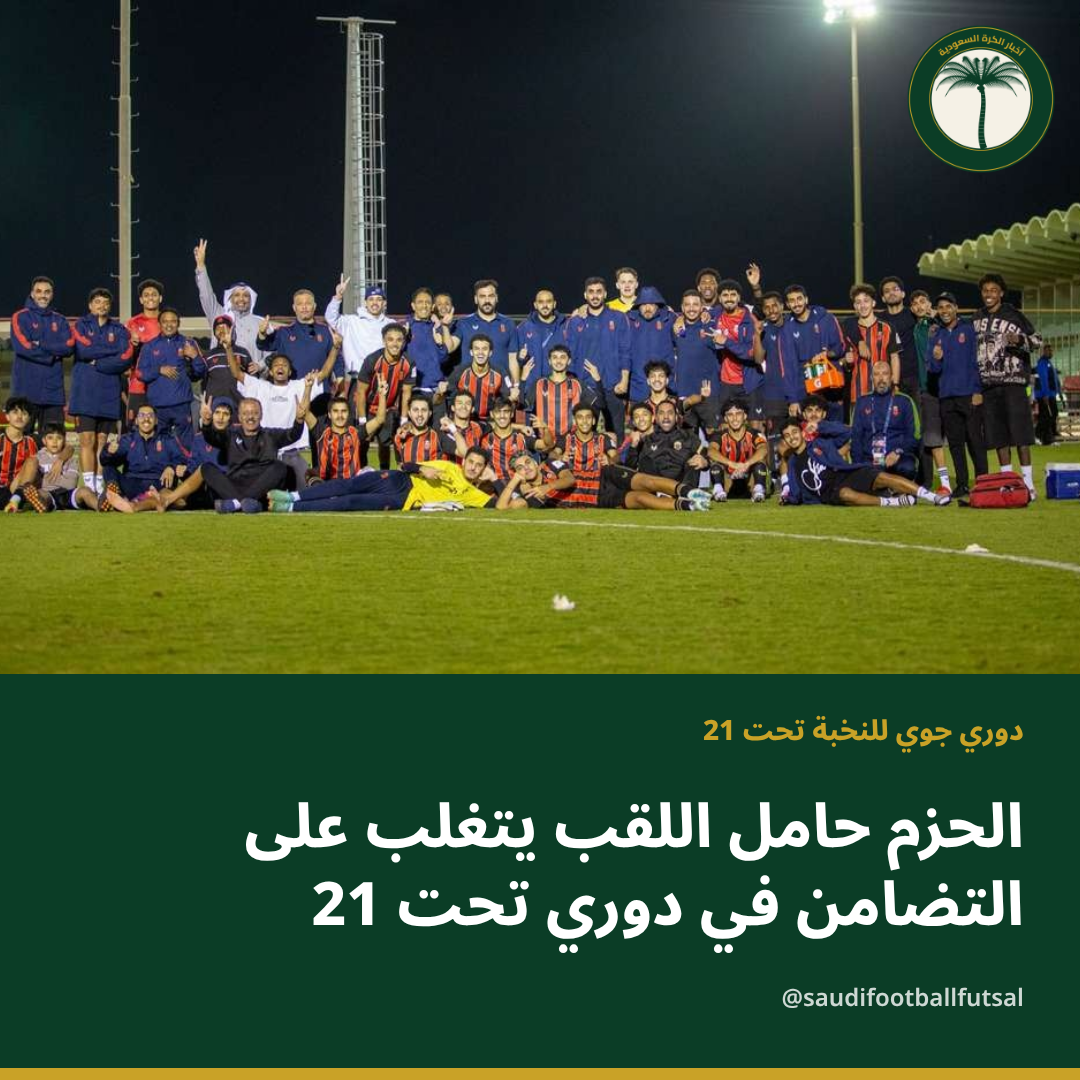 أخبار الكرة السعودية
دوري جوي للنخبة تحت 21
الحزم حامل اللقب يتغلب على
التضامن في دوري تحت 21
@saudifootballfutsal